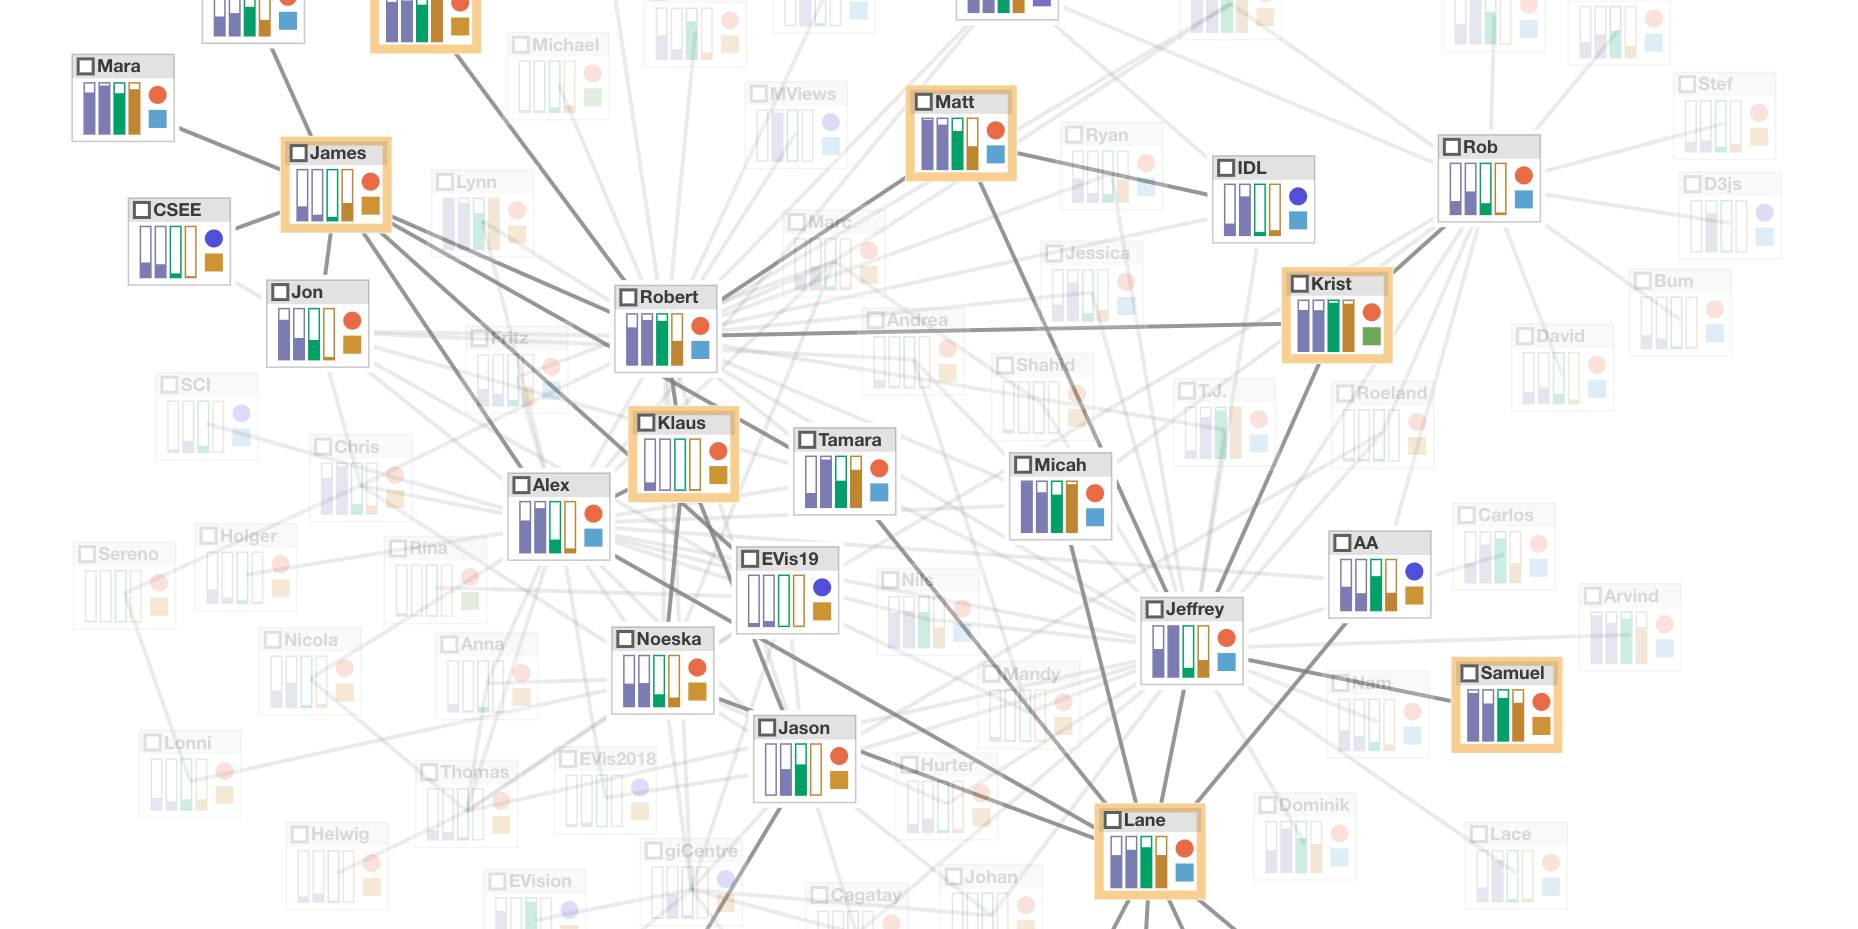 Michael
Mara
Stef
MViews
Matt
Ryan
Rob
James
IDL
Lynn
D3js
CSEE
Marc
Jessica
Bum
Krist
Jon
Robert
Andrea
Fritz
David
Shahid
SCI
T.J.
Roeland
Klaus
Tamara
Chris
Micah
Alex
Carlos
Holger
AA
Rina
Sereno
EVis19
Nils
Arvind
Jeffrey
Nicola
Noeska
Anna
Mandy
Samuel
Nam
Jason
Lonni
EVis2018
Hurter
Thomas
Dominik
Lane
Helwig
Lace
giCentre
Johan
EVision
Cagatay